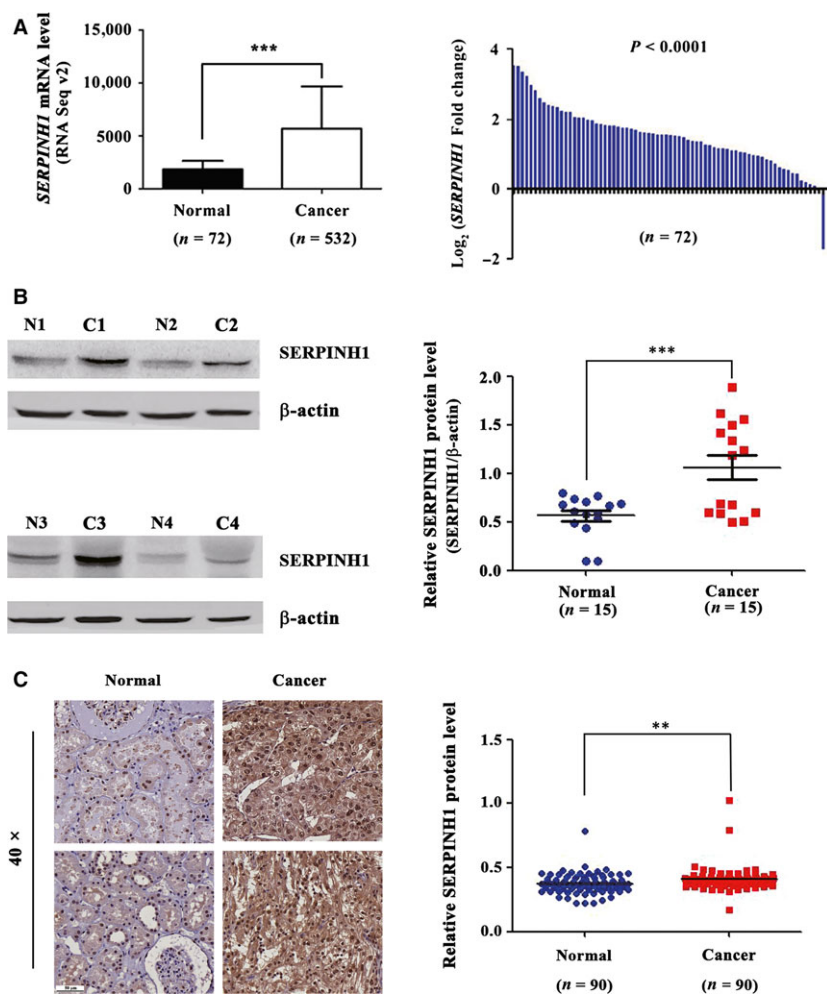 A
SERPINH1 mRNA level
(RNA Seq v2)
15,000
10,000
5000
0
***
Normal
Cancer
(n = 72)
(n = 532)
Log2 (SERPINH1 Fold change)
4
2
0
−2
P < 0.0001
(n = 72)
B
N1 C1 N2 C2
SERPINH1
β-actin
N3 C3 N4 C4
SERPINH1
β-actin
Relative SERPINH1 protein level
(SERPINH1/β-actin)
2.0
1.5
1.0
0.5
0.0
***
Normal
Cancer
(n = 15)
(n = 15)
C
Normal
Cancer
40 ×
Relative SERPINH1 protein level
1.5
1.0
0.5
0.0
**
Normal
Cancer
(n = 90)
(n = 90)